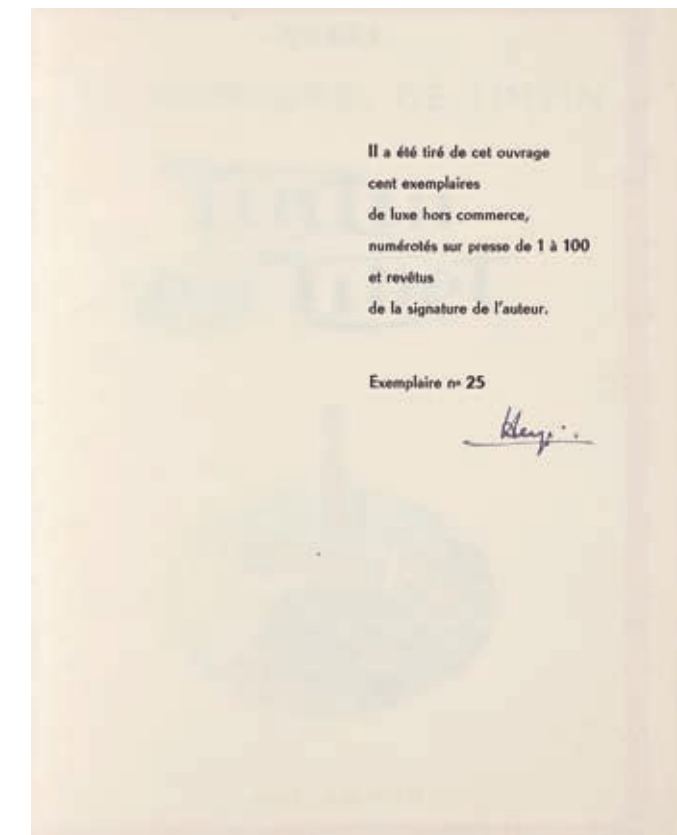 Il a été tiré de cet ouvrage
cent exemplaires
de luxe hors commerce,
numérotés sur presse de 1 à 100
et revêtus
de la signature de l'auteur.
Exemplaire nº 25
Hergé.